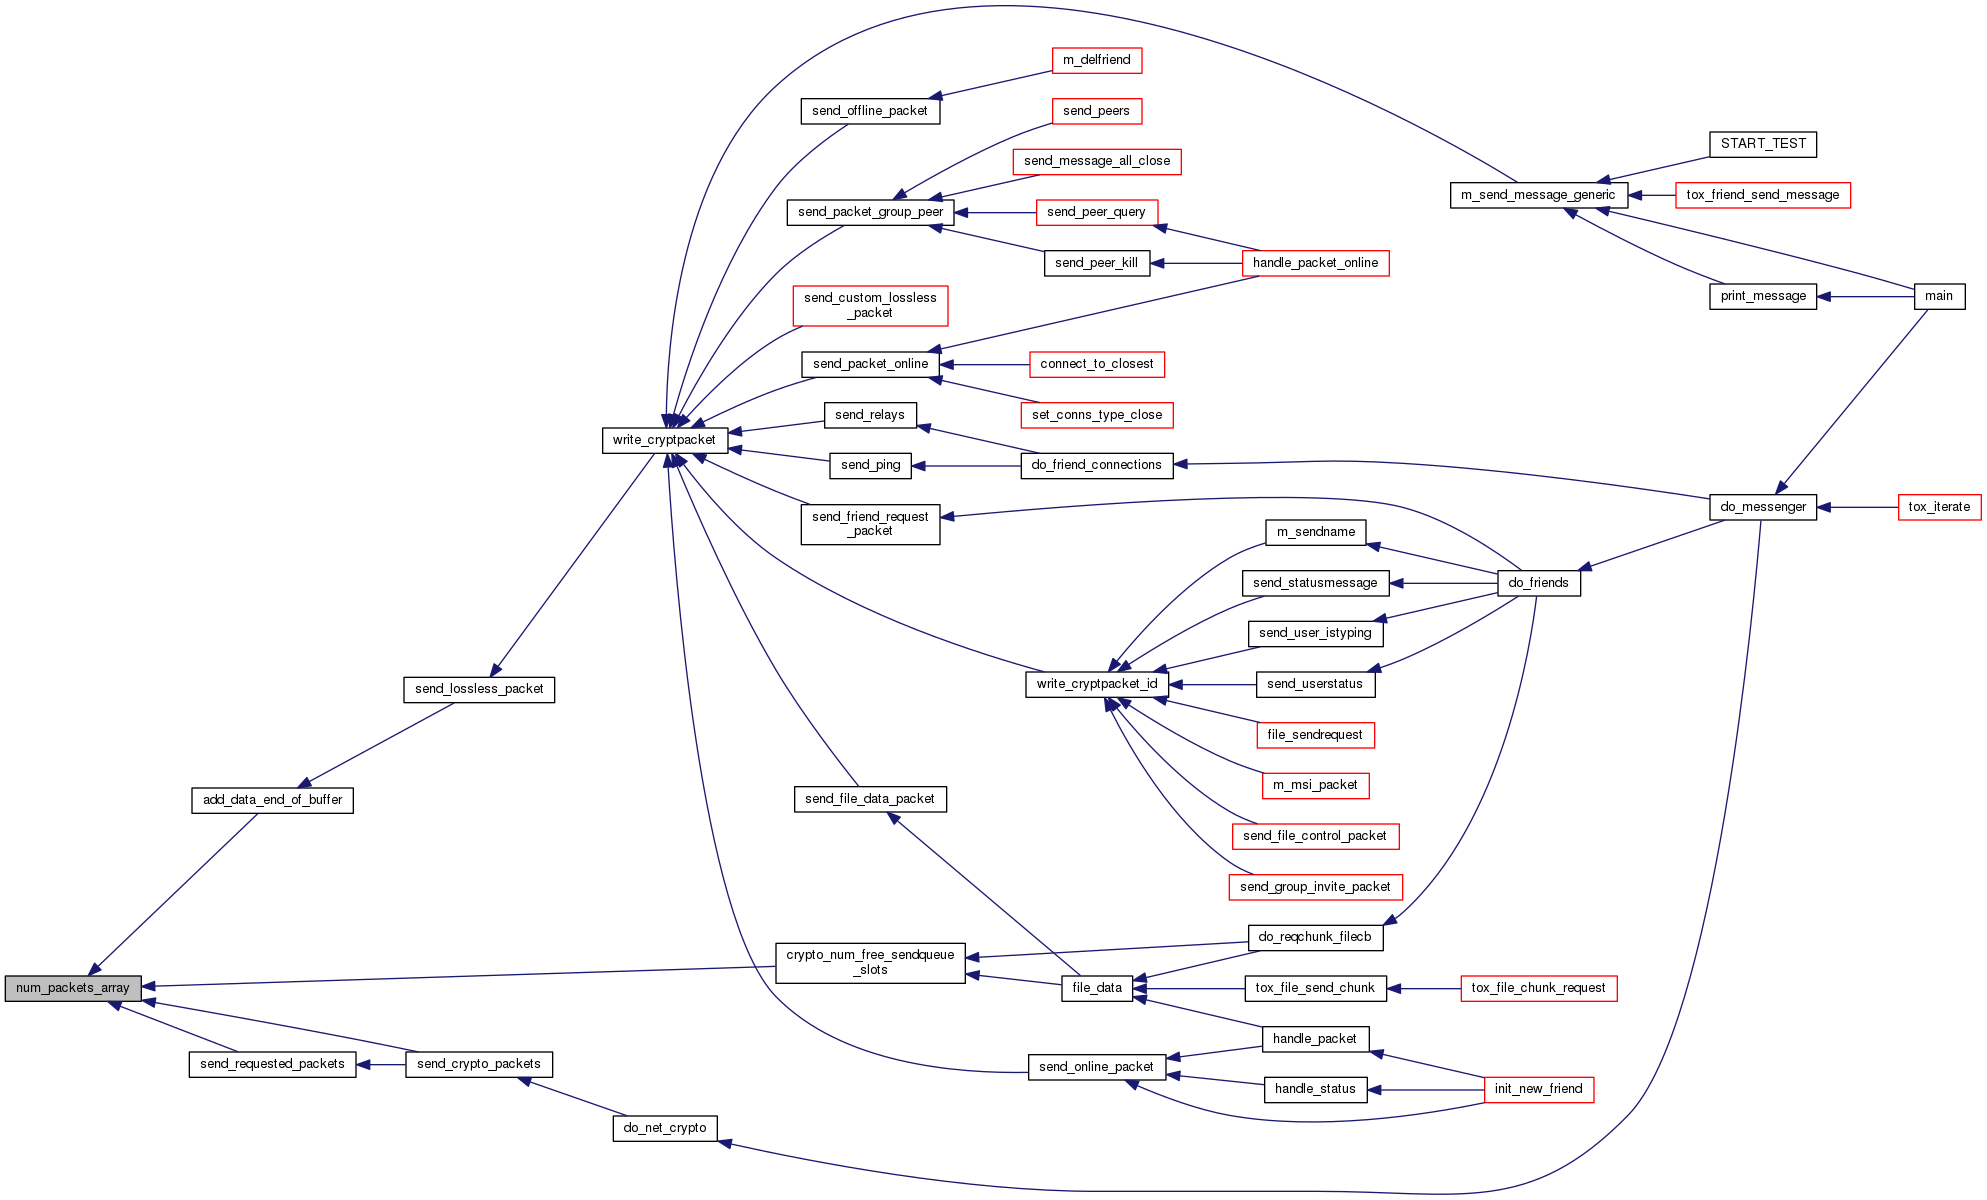 m_delfriend
send_offline_packet
send_peers
START_TEST
send_message_all_close
m_send_message_generic
tox_friend_send_message
send_packet_group_peer
send_peer_query
send_peer_kill
handle_packet_online
send_custom_lossless
_packet
print_message
main
send_packet_online
connect_to_closest
send_relays
set_conns_type_close
write_cryptpacket
send_ping
do_friend_connections
send_friend_request
_packet
do_messenger
tox_iterate
m_sendname
send_statusmessage
do_friends
send_user_istyping
write_cryptpacket_id
send_userstatus
send_lossless_packet
file_sendrequest
m_msi_packet
add_data_end_of_buffer
send_file_data_packet
send_file_control_packet
send_group_invite_packet
do_reqchunk_filecb
crypto_num_free_sendqueue
_slots
num_packets_array
file_data
tox_file_send_chunk
tox_file_chunk_request
handle_packet
send_requested_packets
send_crypto_packets
send_online_packet
handle_status
init_new_friend
do_net_crypto